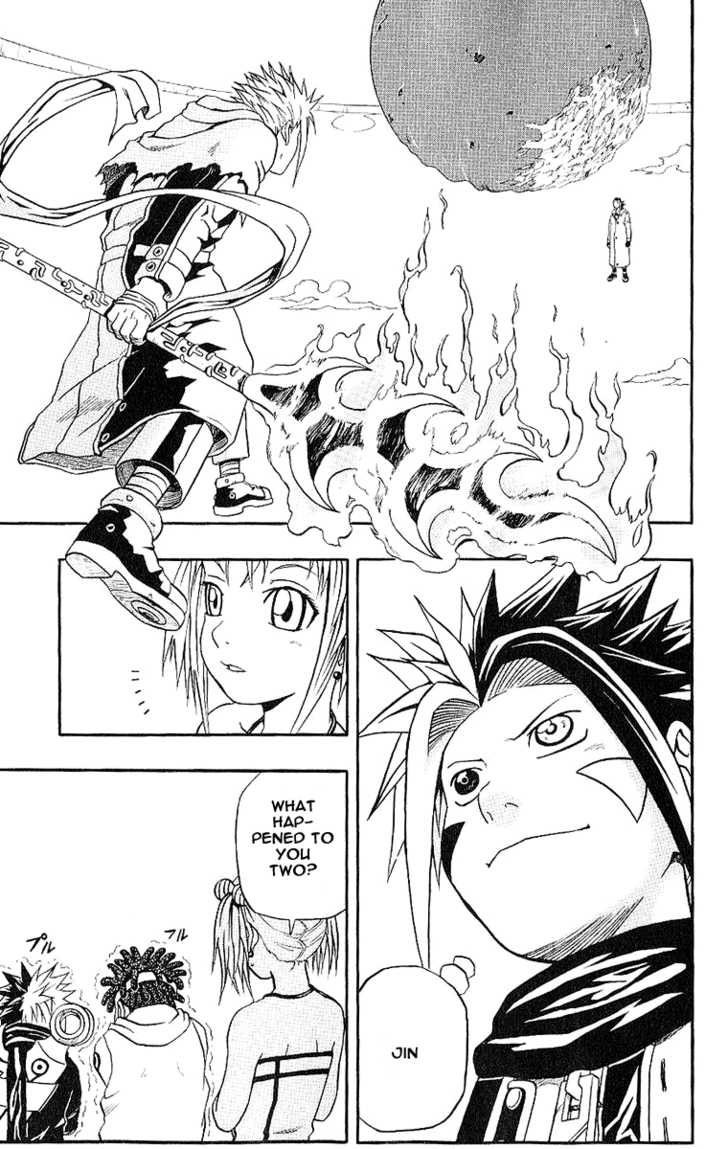 JIN
WHAT
HAP-
PENED TO
YOU
TWO?
フル
プル